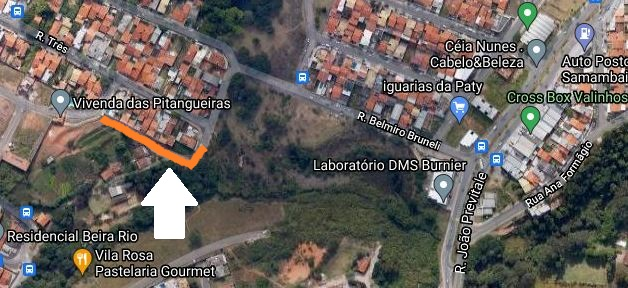 R. Três
Vivenda das Pitangueiras
Céia Nunes .
Cabelo&Beleza
Auto Posto
Samambai
iguarias da Paty
Cross Box Valinhos
R. Belmiro Bruneli
Laboratório DMS Burnier
Rua Ana Formágio
R. João Previtale
Residencial Beira Rio
Vila Rosa
Pastelaria Gourmet